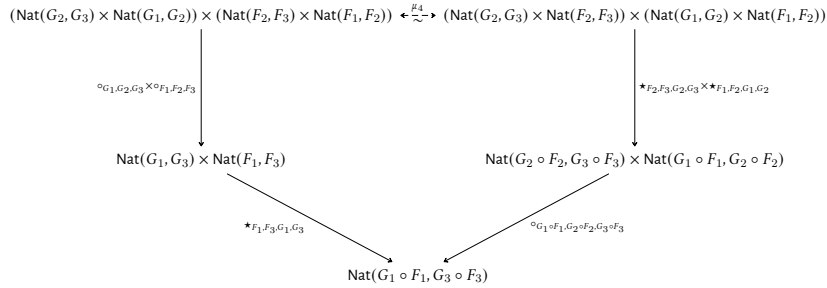 (Nat(G₂, G₃) × Nat(G₁, G₂)) × (Nat(F₂, F₃) × Nat(F₁, F₂)) ⇠μ₄∼⇢ (Nat(G₂, G₃) × Nat(F₂, F₃)) × (Nat(G₁, G₂) × Nat(F₁, F₂))
∘_{G₁,G₂,G₃}×∘_{F₁,F₂,F₃} ★_{F₂,F₃,G₂,G₃}×★_{F₁,F₂,G₁,G₂}
Nat(G₁, G₃) × Nat(F₁, F₃) Nat(G₂ ∘ F₂, G₃ ∘ F₃) × Nat(G₁ ∘ F₁, G₂ ∘ F₂)
★_{F₁,F₃,G₁,G₃} ∘_{G₁∘F₁,G₂∘F₂,G₃∘F₃}
Nat(G₁ ∘ F₁, G₃ ∘ F₃)